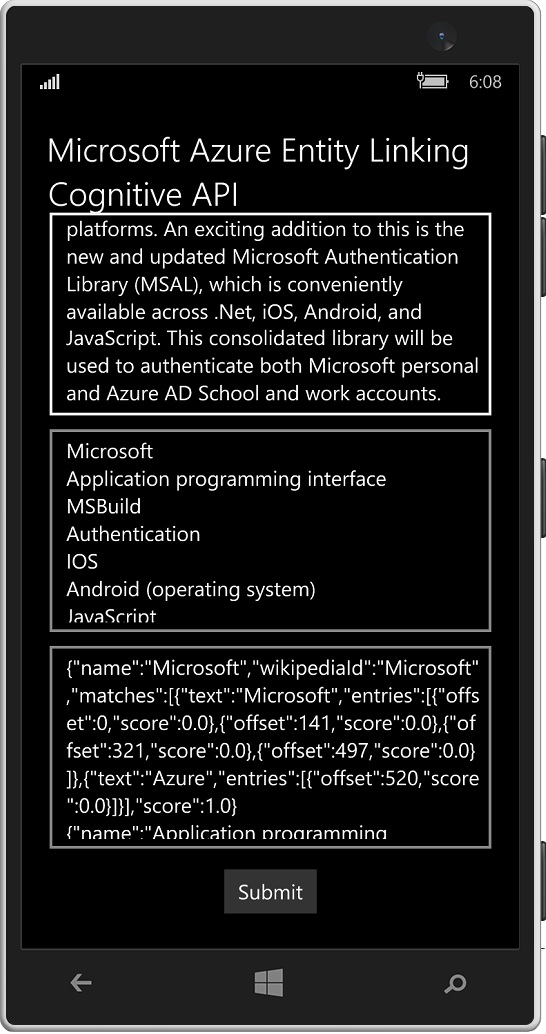 6:08
Microsoft Azure Entity Linking
Cognitive API
platforms. An exciting addition to this is the
new and updated Microsoft Authentication
Library (MSAL), which is conveniently
available across .Net, iOS, Android, and
JavaScript. This consolidated library will be
used to authenticate both Microsoft personal
and Azure AD School and work accounts.
Microsoft
Application programming interface
MSBuild
Authentication
IOS
Android (operating system)
JavaScript
{"name":"Microsoft","wikipediaId":"Microsoft"
,"matches":[{"text":"Microsoft","entries":[{"offs
et":0,"score":0.0},{"offset":141,"score":0.0},{"of
fset":321,"score":0.0},{"offset":497,"score":0.0}
]},{"text":"Azure","entries":[{"offset":520,"score
":0.0}]}],"score":1.0}
{"name":"Application programming
Submit